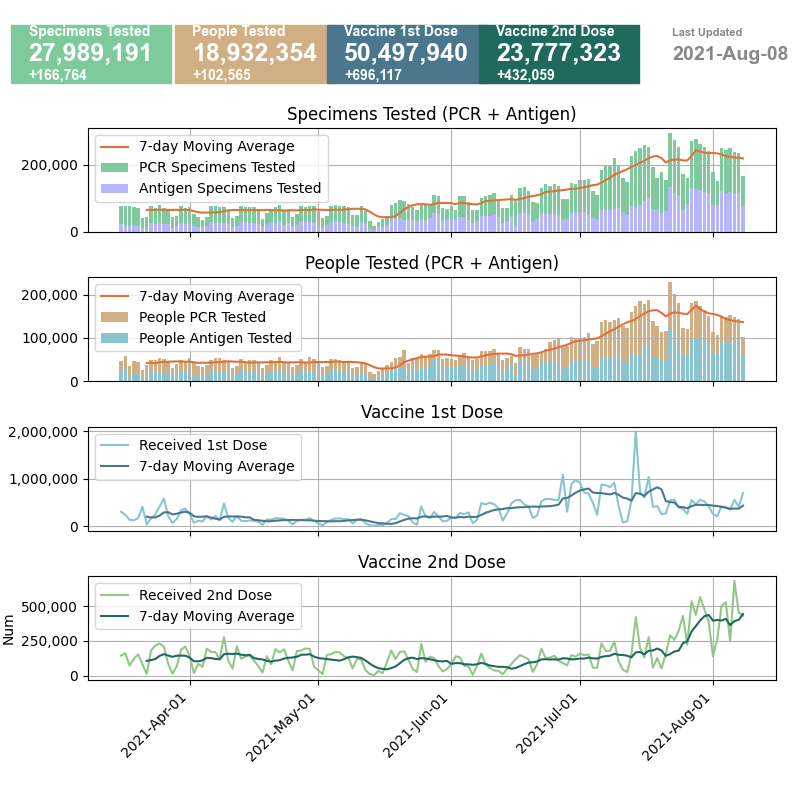 Specimens Tested
27,989,191
+166,764
People Tested
18,932,354
+102,565
Vaccine 1st Dose
50,497,940
+696,117
Vaccine 2nd Dose
23,777,323
+432,059
Last Updated
2021-Aug-08
Specimens Tested (PCR + Antigen)
7-day Moving Average
PCR Specimens Tested
Antigen Specimens Tested
200,000
0
People Tested (PCR + Antigen)
7-day Moving Average
People PCR Tested
People Antigen Tested
200,000
100,000
0
Vaccine 1st Dose
Received 1st Dose
7-day Moving Average
2,000,000
1,000,000
0
Vaccine 2nd Dose
Received 2nd Dose
7-day Moving Average
500,000
250,000
0
Num
2021-Apr-01
2021-May-01
2021-Jun-01
2021-Jul-01
2021-Aug-01